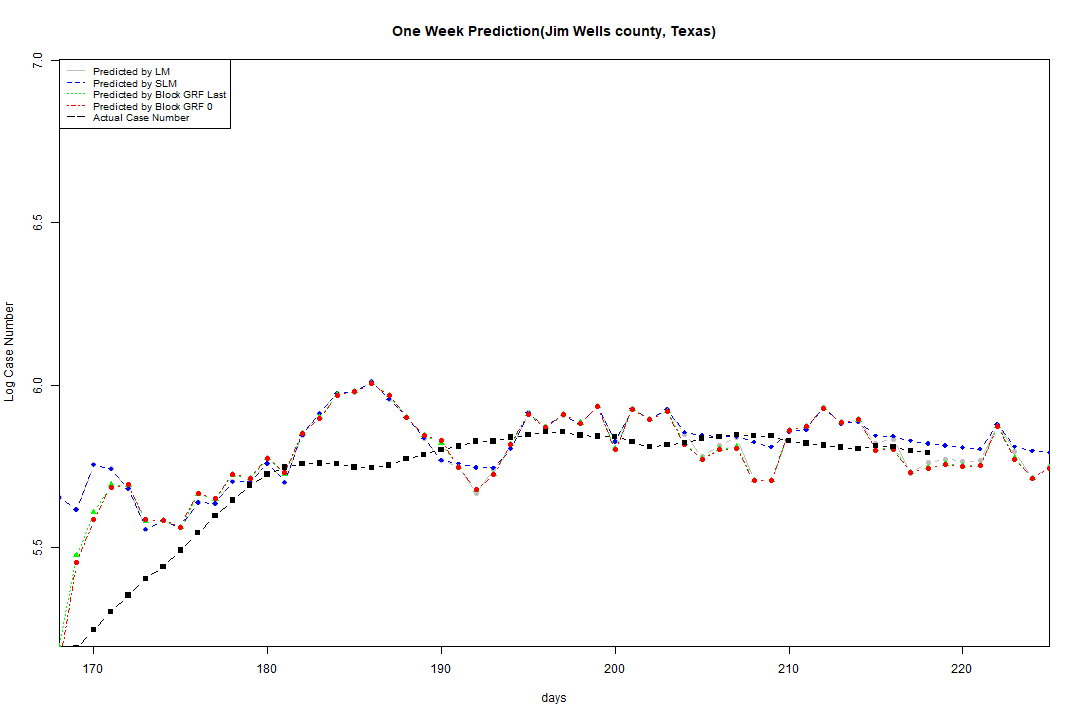 One Week Prediction(Jim Wells county, Texas)
7.0
Predicted by LM
Predicted by SLM
Predicted by Block GRF Last
Predicted by Block GRF 0
Actual Case Number
6.5
6.0
5.5
Log Case Number
170 180 190 200 210 220
days